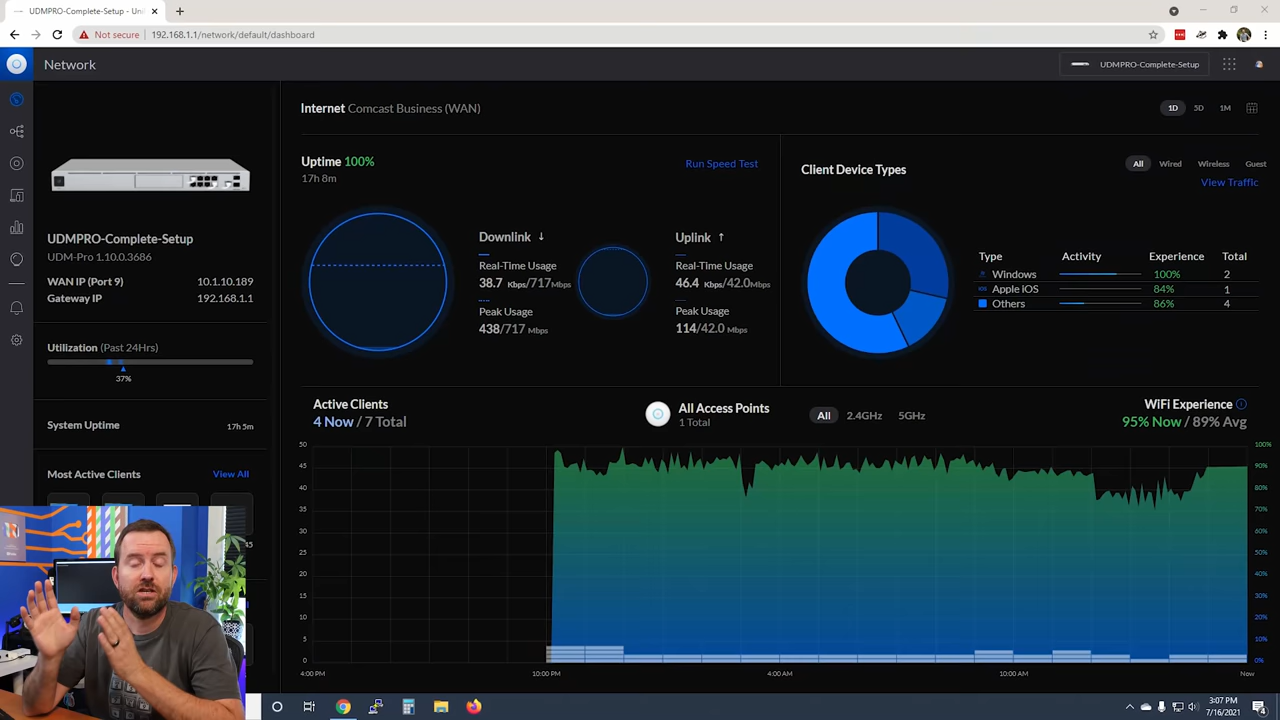 UDMPRO-Complete-Setup - Uni
Not secure 192.168.1.1/network/default/dashboard
Network
UDMPRO-Complete-Setup
Internet Comcast Business (WAN)
1D 5D 1M
Uptime 100%
17h 8m
Run Speed Test
Downlink ↓
Real-Time Usage
38.7 Kbps/717Mbps
Peak Usage
438/717 Mbps
Uplink ↑
Real-Time Usage
46.4 Kbps/42.0Mbps
Peak Usage
114/42.0 Mbps
Client Device Types
All Wired Wireless Guest
View Traffic
Type Activity Experience Total
Windows 100% 2
Apple iOS 84% 1
Others 86% 4
UDMPRO-Complete-Setup
UDM-Pro 1.10.0.3686
WAN IP (Port 9) 10.1.10.189
Gateway IP 192.168.1.1
Utilization (Past 24Hrs)
37%
System Uptime 17h 5m
Most Active Clients View All
45
Active Clients
4 Now / 7 Total
All Access Points
1 Total
All 2.4GHz 5GHz
WiFi Experience
95% Now / 89% Avg
50
45
40
35
30
25
20
15
10
5
0
100%
90%
80%
70%
60%
50%
40%
30%
20%
10%
0%
4:00 PM 10:00 PM 4:00 AM 10:00 AM Now
3:07 PM
7/16/2021
4